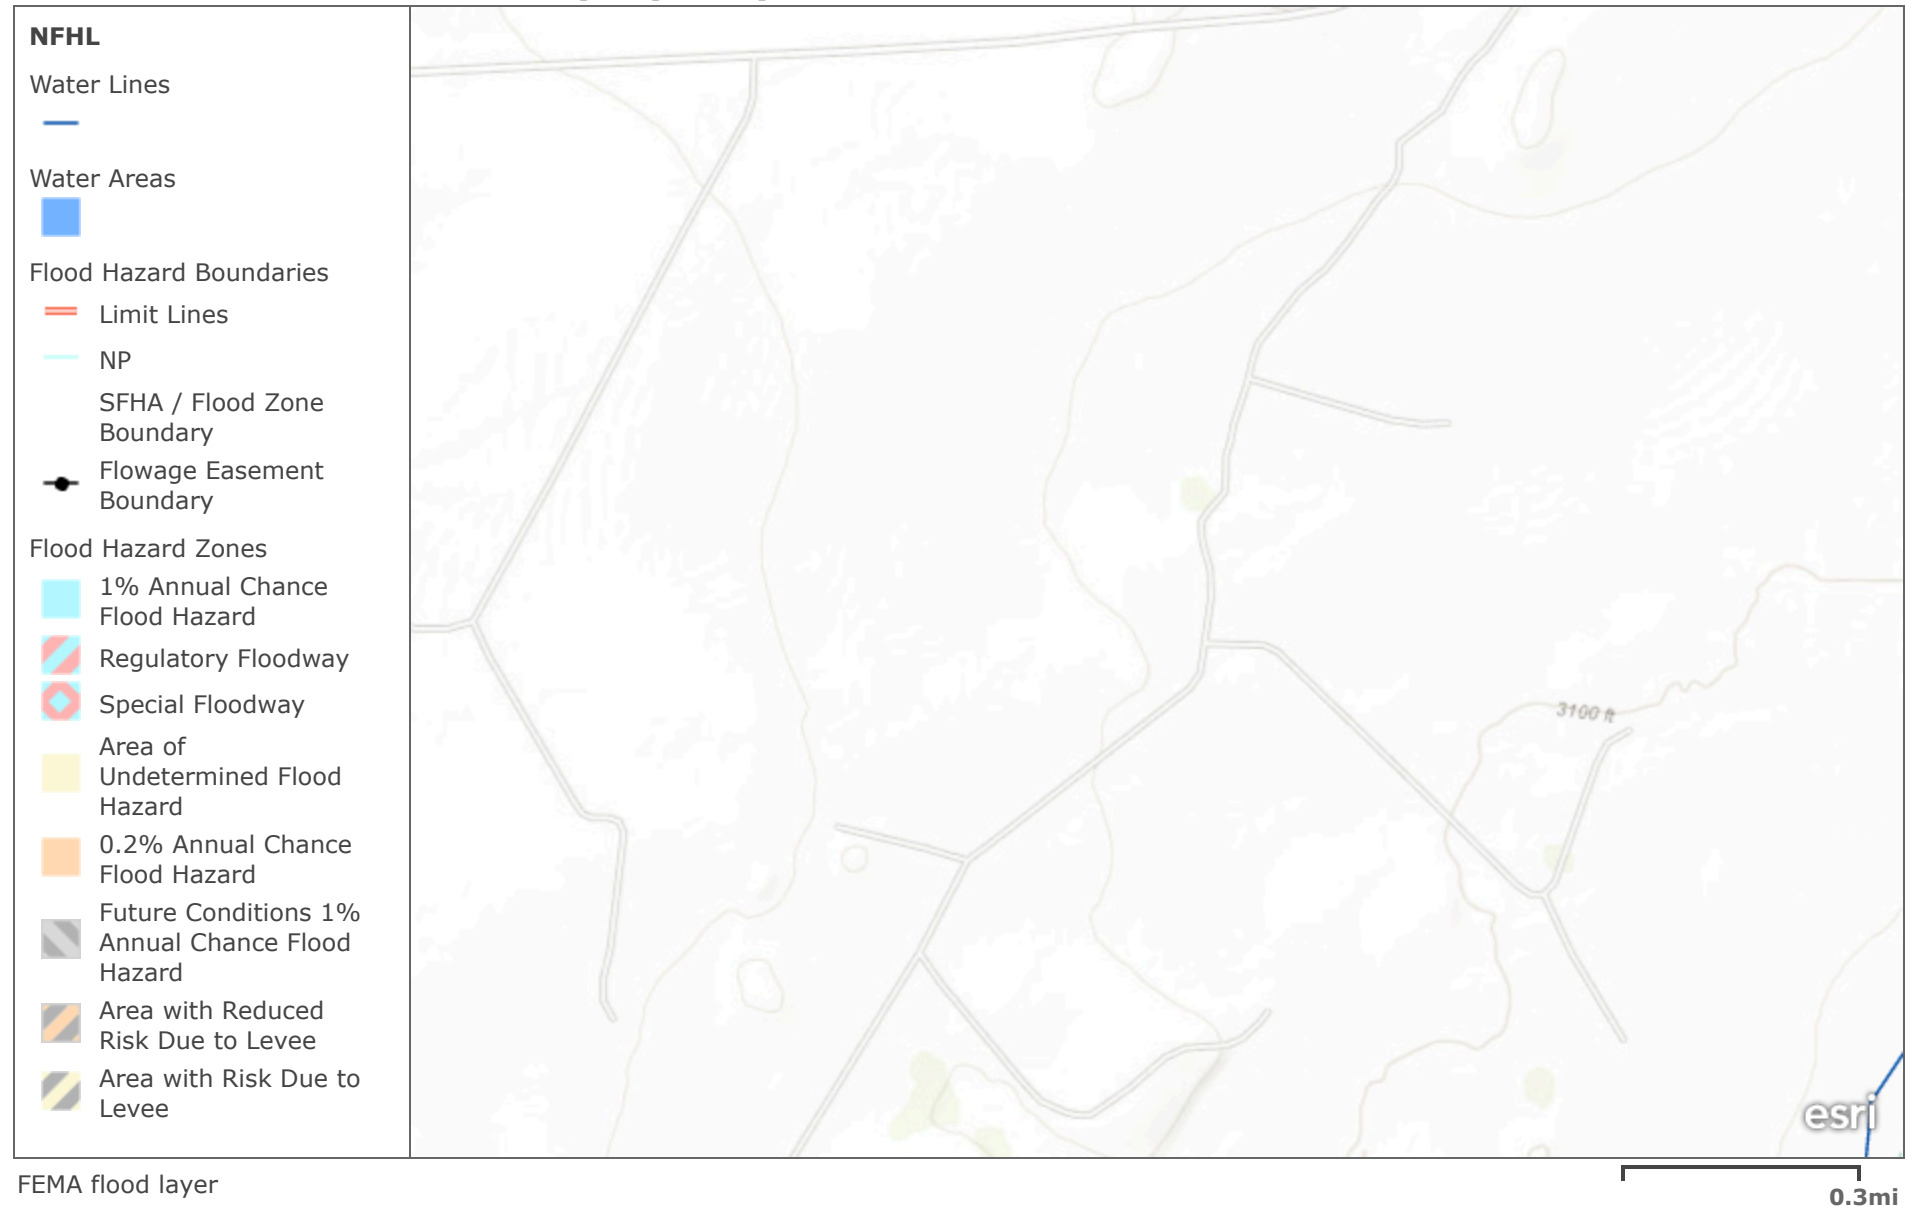 NFHL
Water Lines
Water Areas
Flood Hazard Boundaries
Limit Lines
NP
SFHA / Flood Zone
Boundary
Flowage Easement
Boundary
Flood Hazard Zones
1% Annual Chance
Flood Hazard
Regulatory Floodway
Special Floodway
Area of
Undetermined Flood
Hazard
0.2% Annual Chance
Flood Hazard
Future Conditions 1%
Annual Chance Flood
Hazard
Area with Reduced
Risk Due to Levee
Area with Risk Due to
Levee
3100 ft
esri
FEMA flood layer
0.3mi